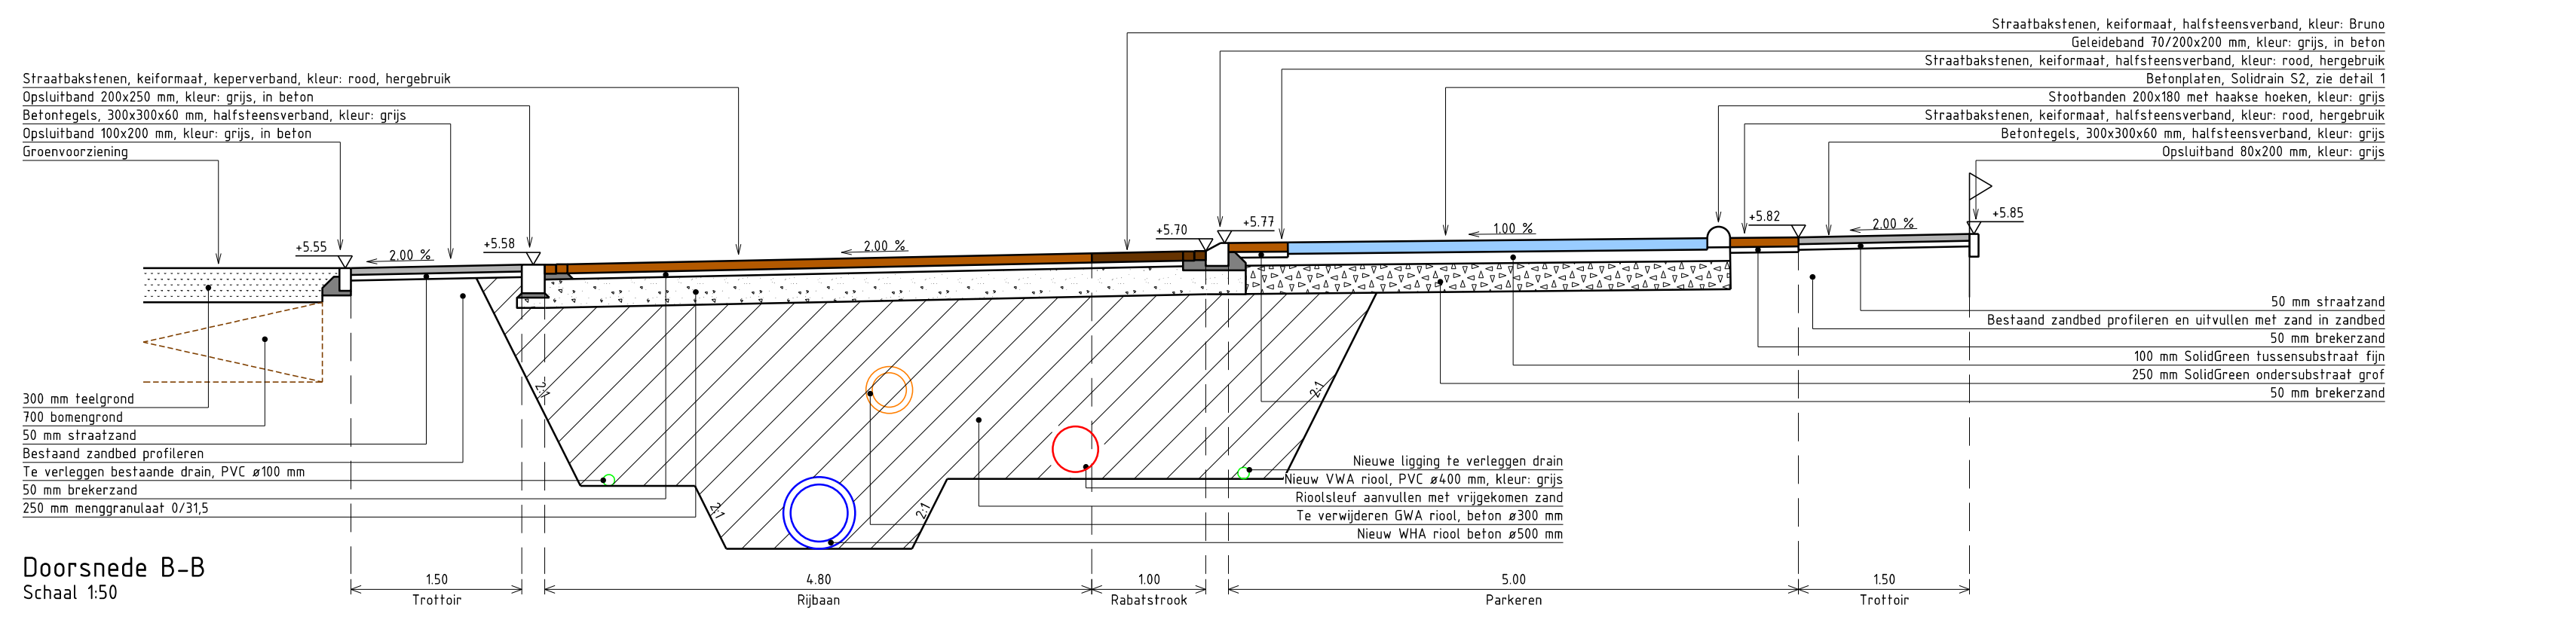 Straatbakstenen, keiformaat, halfsteensverband, kleur: Bruno
Geleideband 70/200x200 mm, kleur: grijs, in beton
Straatbakstenen, keiformaat, halfsteensverband, kleur: rood, hergebruik
Betonplaten, Solidrain S2, zie detail 1
Stootbanden 200x180 met haakse hoeken, kleur: grijs
Straatbakstenen, keiformaat, halfsteensverband, kleur: rood, hergebruik
Betontegels, 300x300x60 mm, halfsteensverband, kleur: grijs
Opsluitband 80x200 mm, kleur: grijs
Straatbakstenen, keiformaat, keperverband, kleur: rood, hergebruik
Opsluitband 200x250 mm, kleur: grijs, in beton
Betontegels, 300x300x60 mm, halfsteensverband, kleur: grijs
Opsluitband 100x200 mm, kleur: grijs, in beton
Groenvoorziening
+5.55
2.00 %
+5.58
2.00 %
+5.70
+5.77
1.00 %
+5.82
2.00 %
+5.85
2:1
2:1
2:1
2:1
300 mm teelgrond
700 bomengrond
50 mm straatzand
Bestaand zandbed profileren
Te verleggen bestaande drain, PVC ø100 mm
50 mm brekerzand
250 mm menggranulaat 0/31,5
50 mm straatzand
Bestaand zandbed profileren en uitvullen met zand in zandbed
50 mm brekerzand
100 mm SolidGreen tussensubstraat fijn
250 mm SolidGreen ondersubstraat grof
50 mm brekerzand
Nieuwe ligging te verleggen drain
Nieuw VWA riool, PVC ø400 mm, kleur: grijs
Rioolsleuf aanvullen met vrijgekomen zand
Te verwijderen GWA riool, beton ø300 mm
Nieuw WHA riool beton ø500 mm
Doorsnede B-B
Schaal 1:50
1.50
Trottoir
4.80
Rijbaan
1.00
Rabatstrook
5.00
Parkeren
1.50
Trottoir